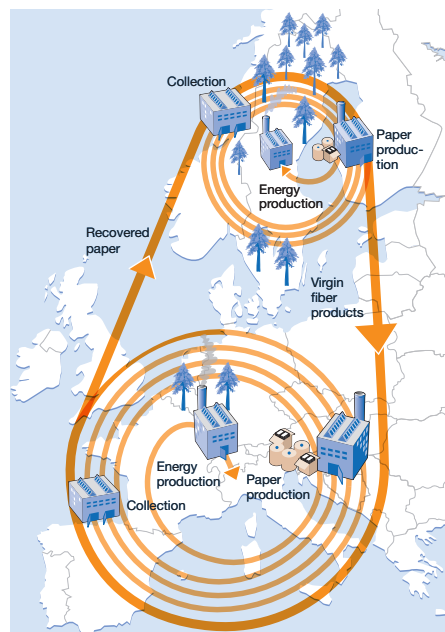 Collection
Paper
produc-
tion
Energy
production
Recovered
paper
Virgin
fiber
products
Energy
production
Paper
production
Collection